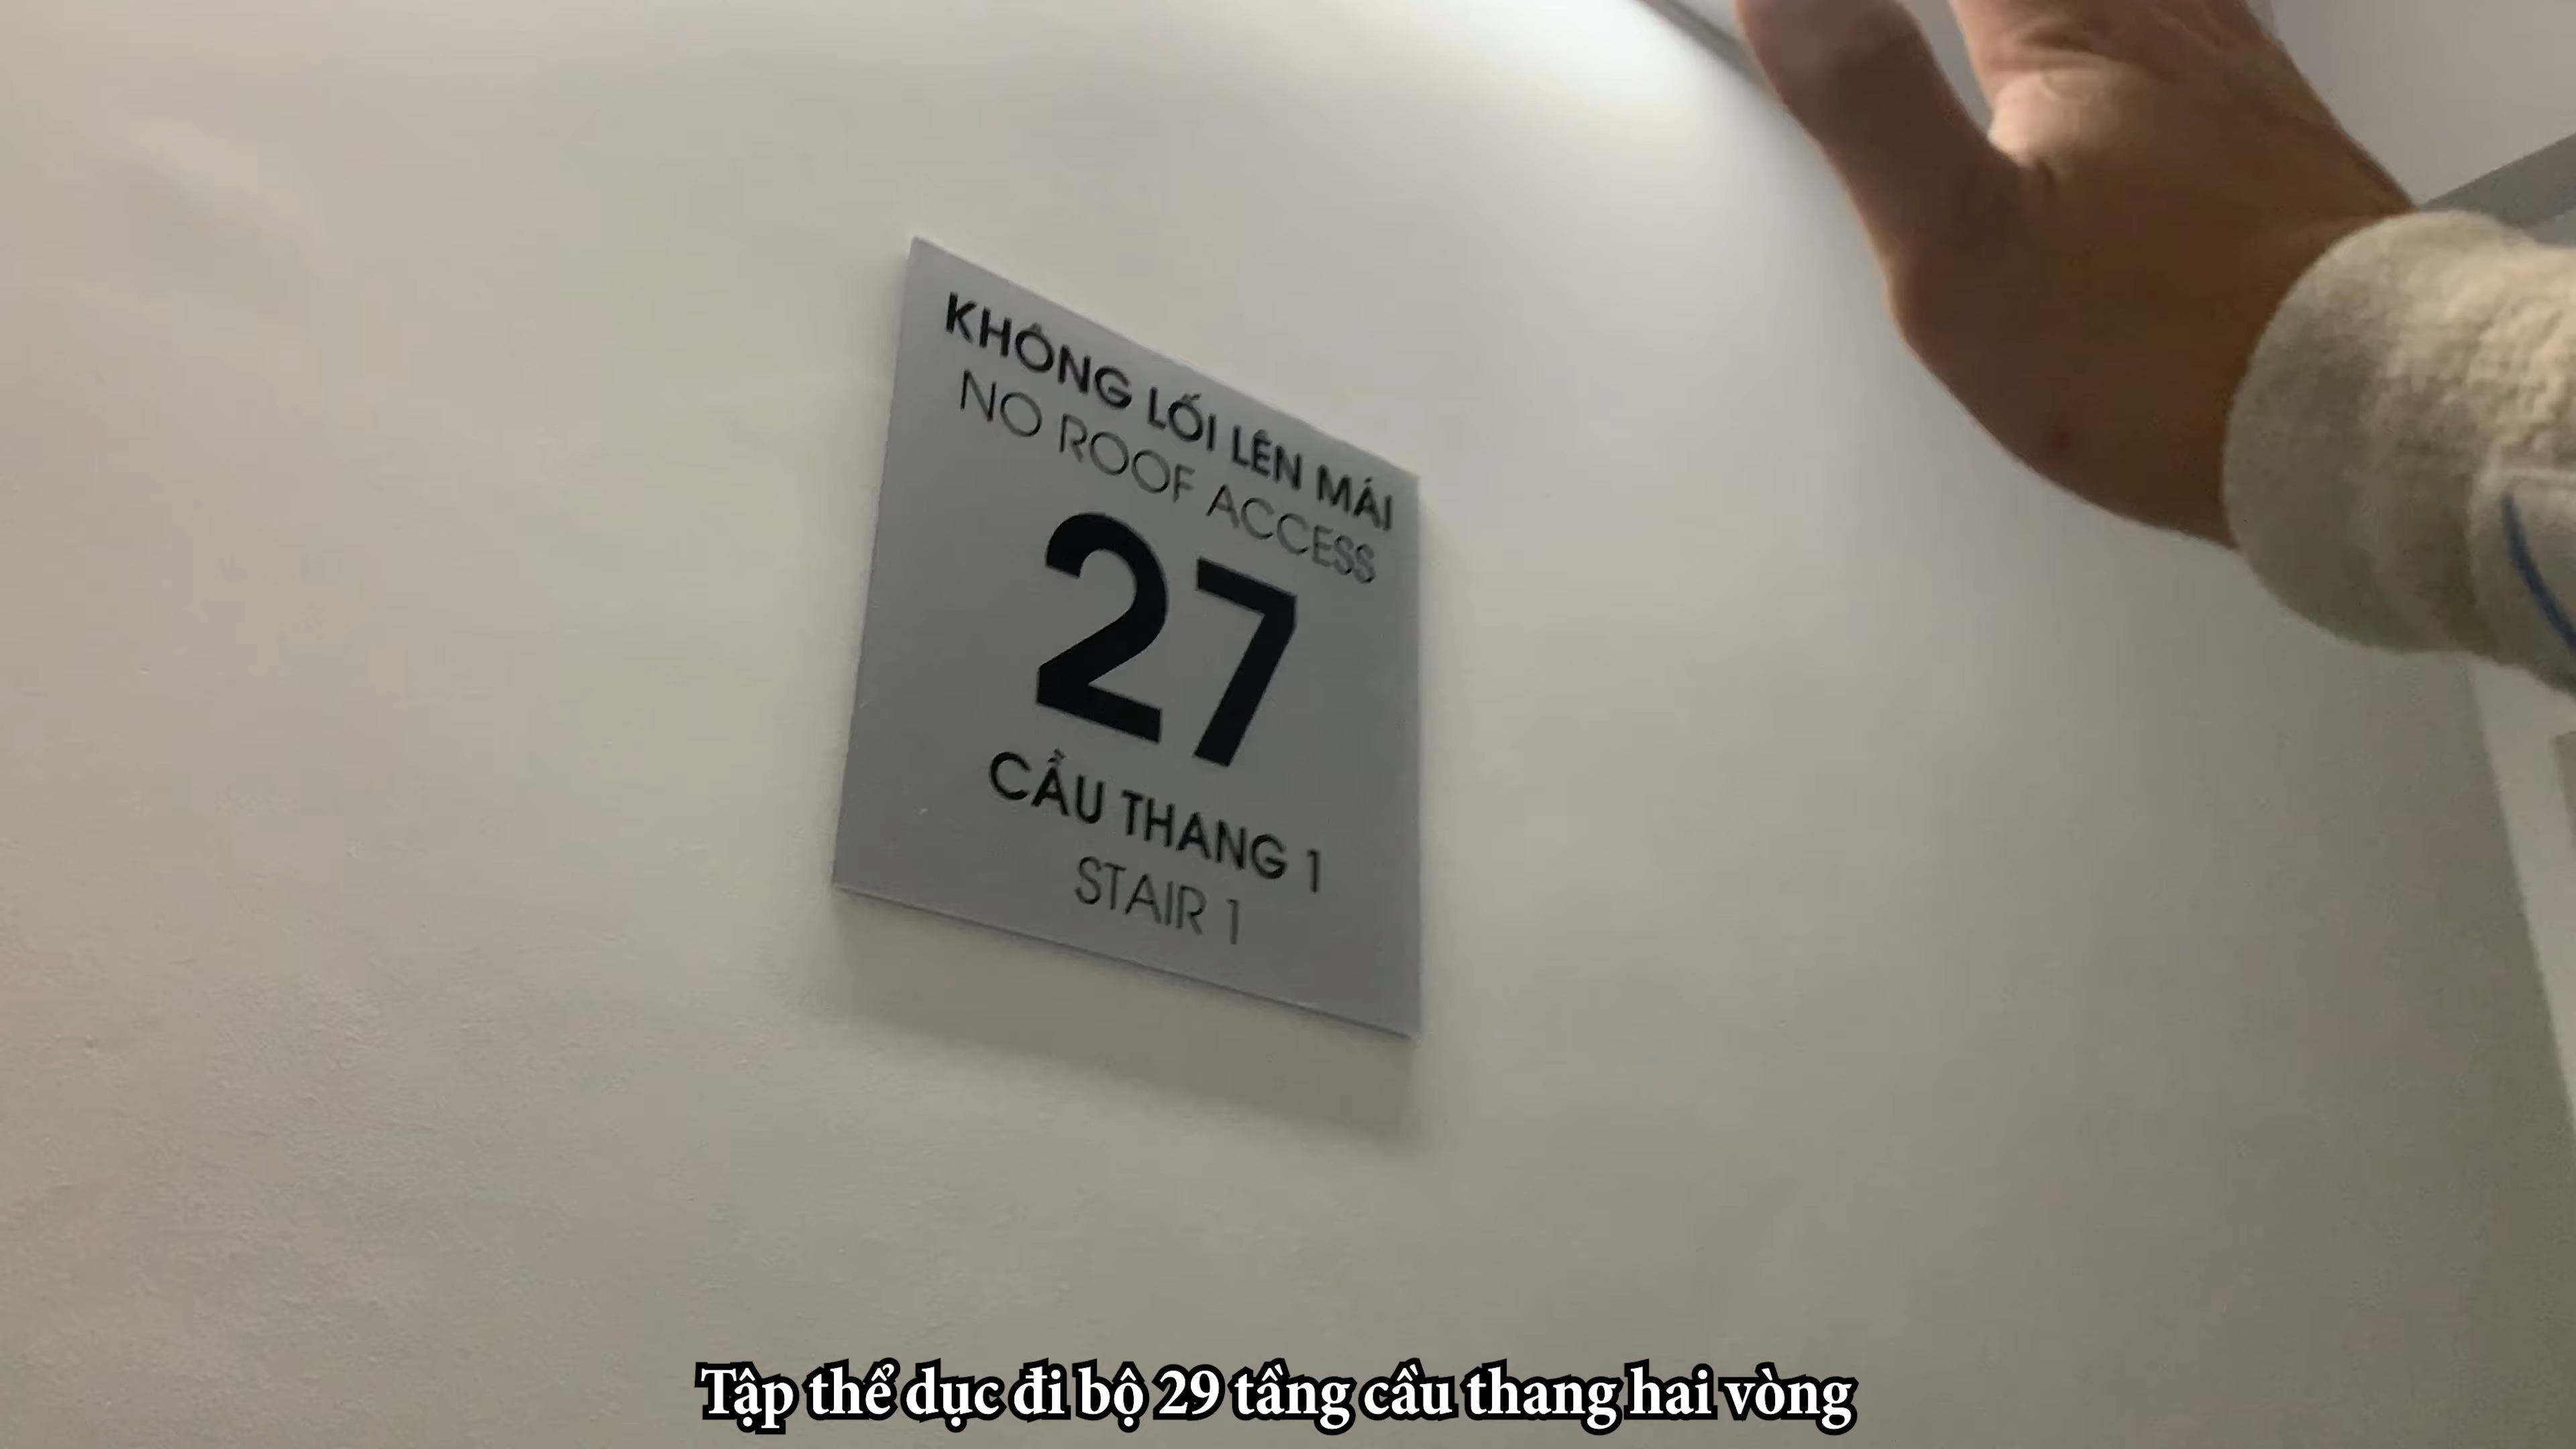 KHÔNG LỐI LÊN MÁI
NO ROOF ACCESS
27
CẦU THANG 1
STAIR 1
Tập thể dục đi bộ 29 tầng cầu thang hai vòng